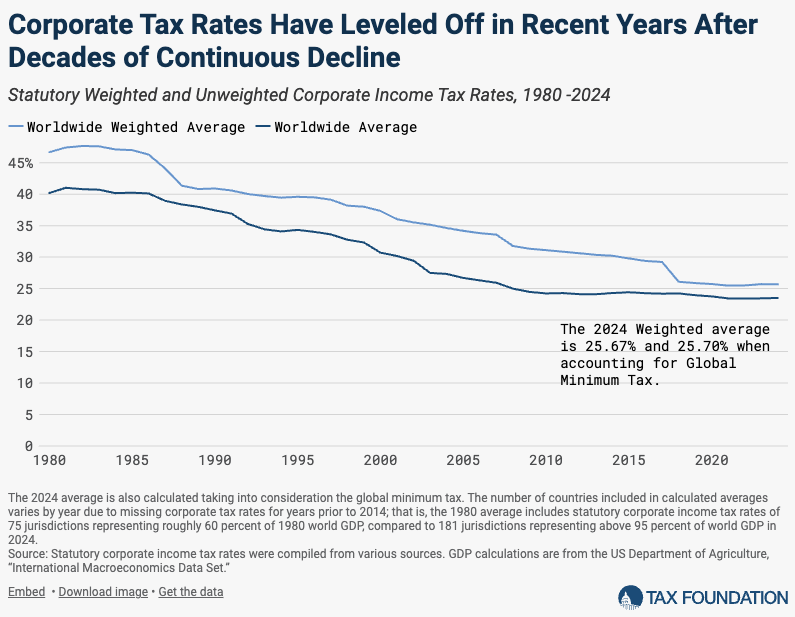 Corporate Tax Rates Have Leveled Off in Recent Years After
Decades of Continuous Decline
Statutory Weighted and Unweighted Corporate Income Tax Rates, 1980 -2024
Worldwide Weighted Average Worldwide Average
45%
40
35
30
25
20
The 2024 Weighted average
is 25.67% and 25.70% when
15
accounting for Global
10
Minimum Tax.
5
0
1980 1985 1990 1995 2000 2005 2010 2015 2020
The 2024 average is also calculated taking into consideration the global minimum tax. The number of countries included in calculated averages
varies by year due to missing corporate tax rates for years prior to 2014; that is, the 1980 average includes statutory corporate income tax rates of
75 jurisdictions representing roughly 60 percent of 1980 world GDP, compared to 181 jurisdictions representing above 95 percent of world GDP in
2024.
Source: Statutory corporate income tax rates were compiled from various sources. GDP calculations are from the US Department of Agriculture,
“International Macroeconomics Data Set.”
Embed • Download image • Get the data
TAX FOUNDATION